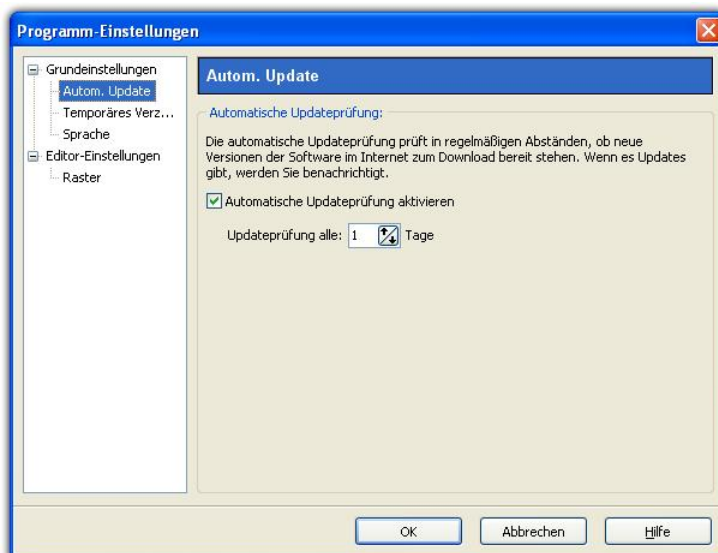 Programm-Einstellungen
Grundeinstellungen
Autom. Update
Temporäres Verz...
Sprache
Editor-Einstellungen
Raster
Autom. Update
Automatische Updateprüfung:
Die automatische Updateprüfung prüft in regelmäßigen Abständen, ob neue
Versionen der Software im Internet zum Download bereit stehen. Wenn es Updates
gibt, werden Sie benachrichtigt.
Automatische Updateprüfung aktivieren
Updateprüfung alle: 1 Tage
OK Abbrechen Hilfe